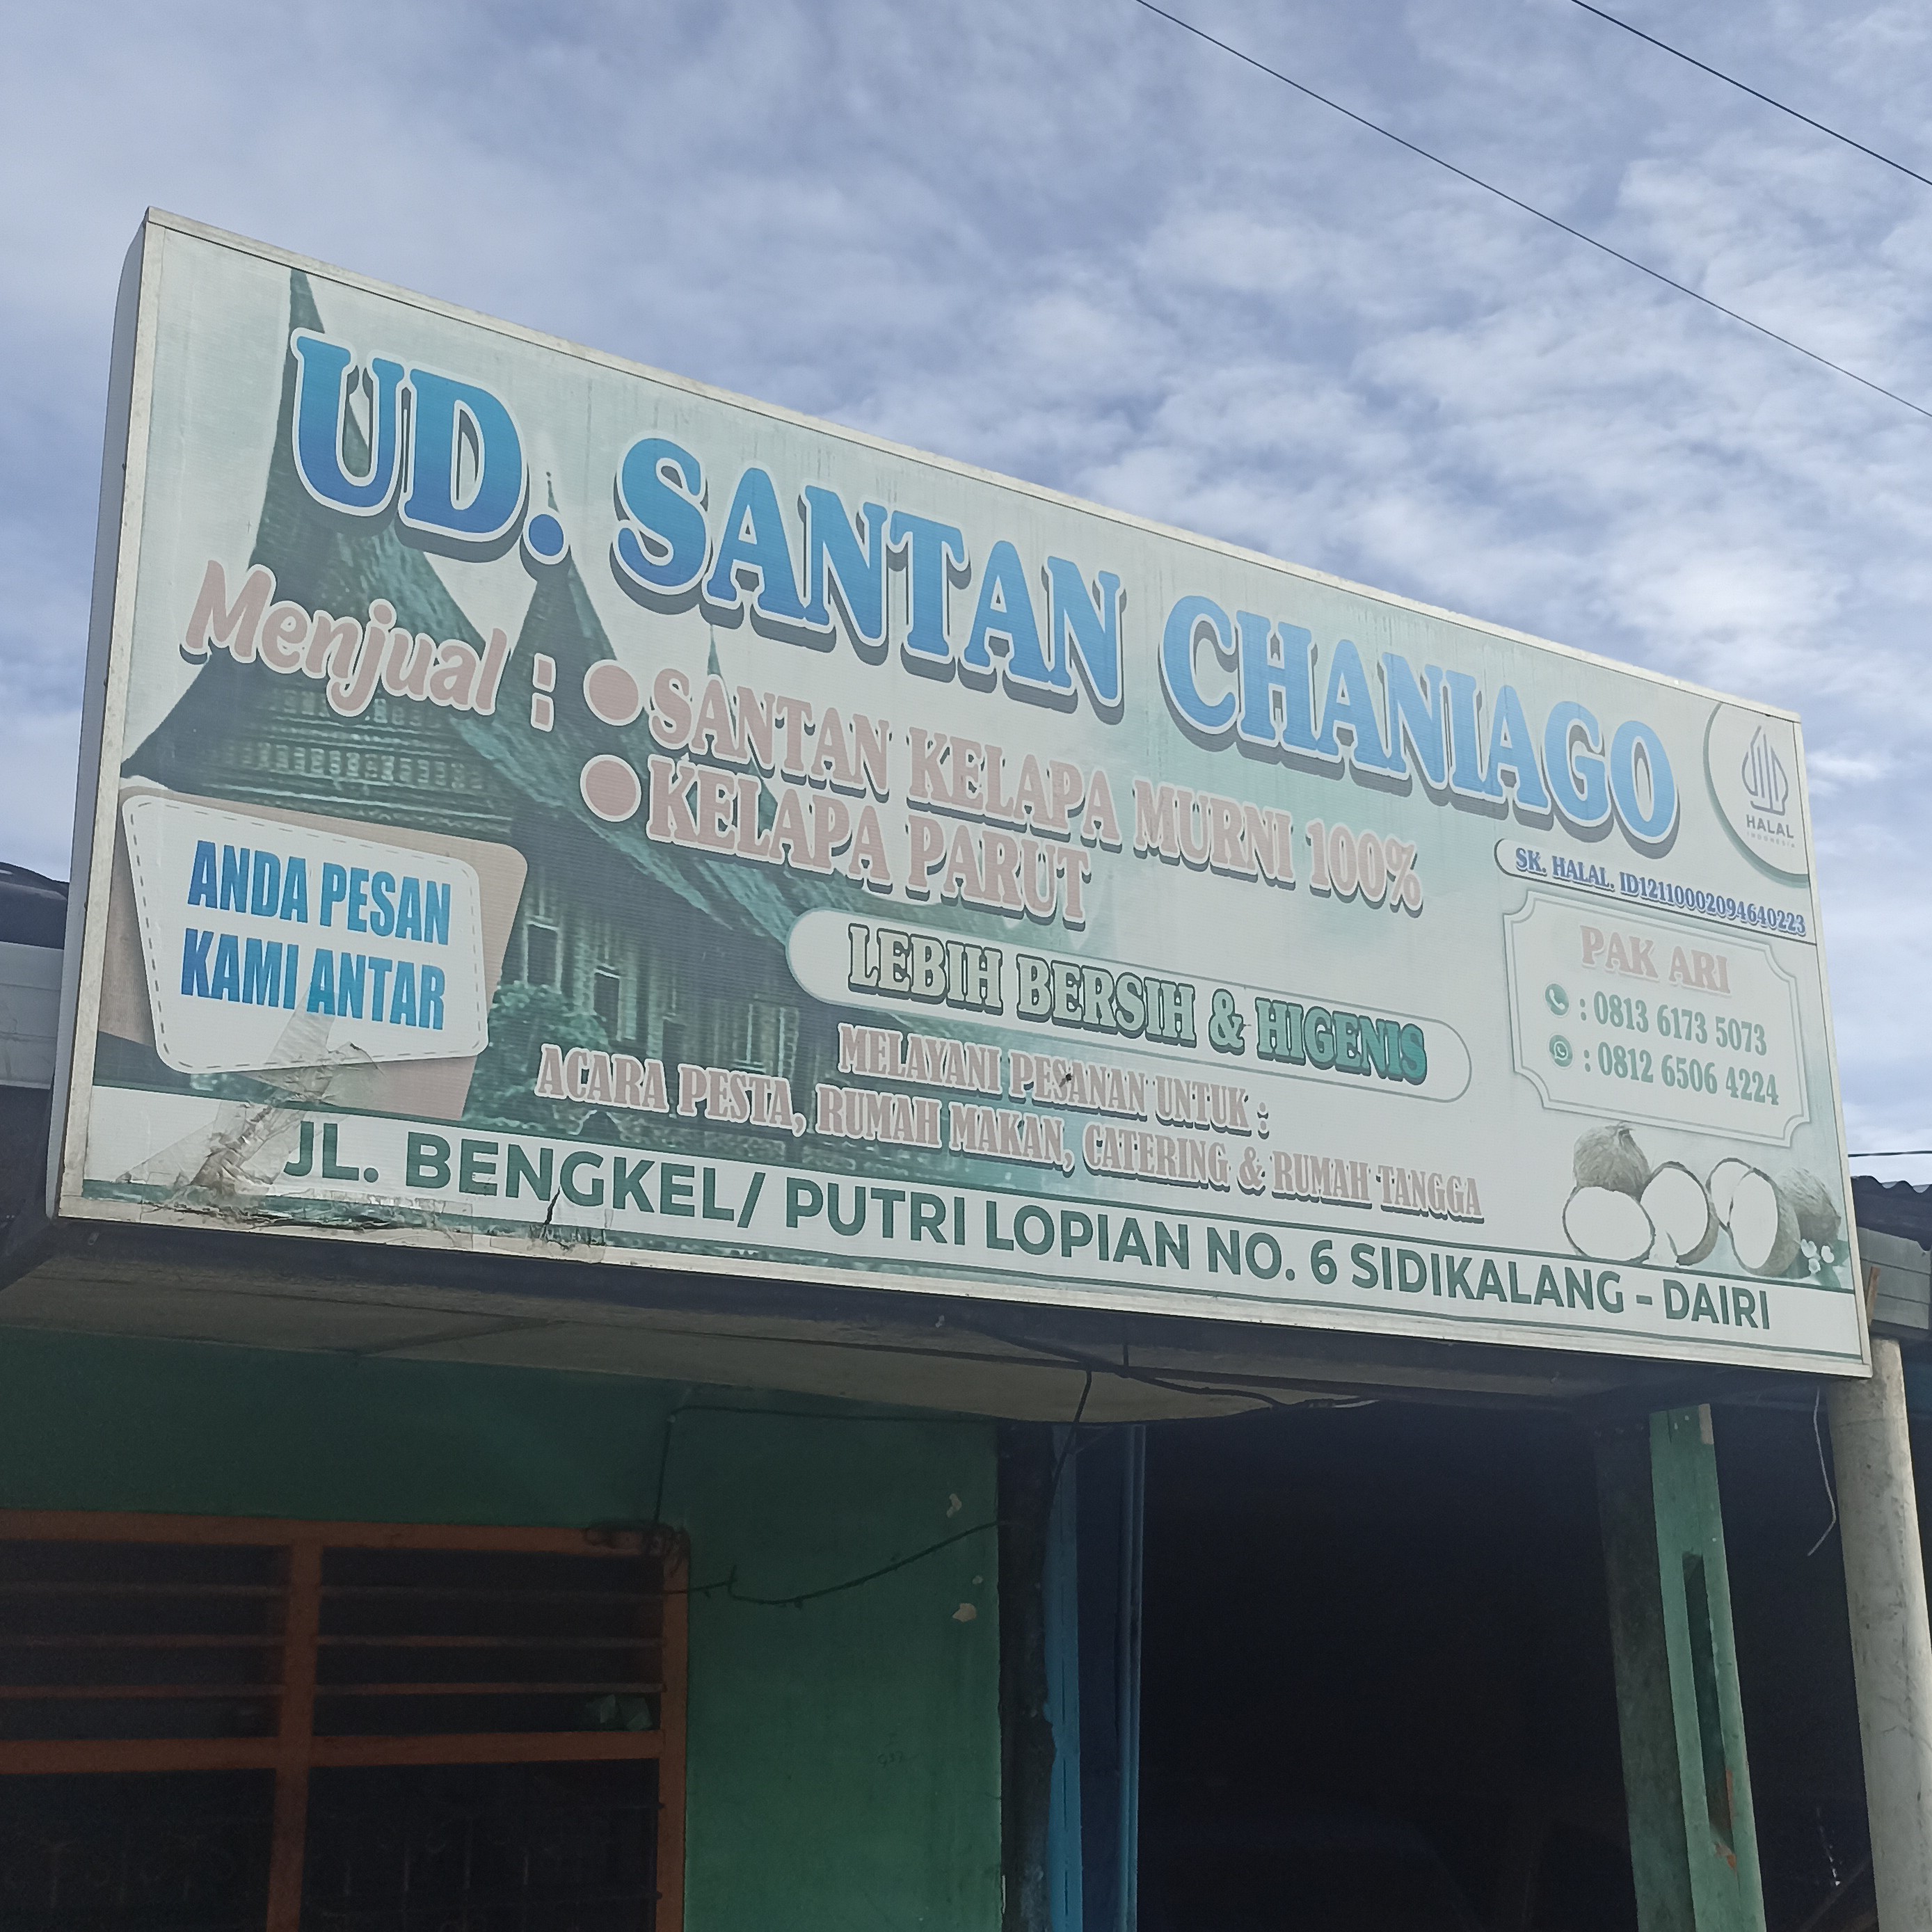 UD. SANTAN CHANIAGO
Menjual :
● SANTAN KELAPA MURNI 100%
● KELAPA PARUT
HALAL
INDONESIA
SK. HALAL. ID12110002094640223
ANDA PESAN
KAMI ANTAR
LEBIH BERSIH & HIGENIS
PAK ARI
: 0813 6173 5073
: 0812 6506 4224
MELAYANI PESANAN UNTUK :
ACARA PESTA, RUMAH MAKAN, CATERING & RUMAH TANGGA
JL. BENGKEL/ PUTRI LOPIAN NO. 6 SIDIKALANG - DAIRI